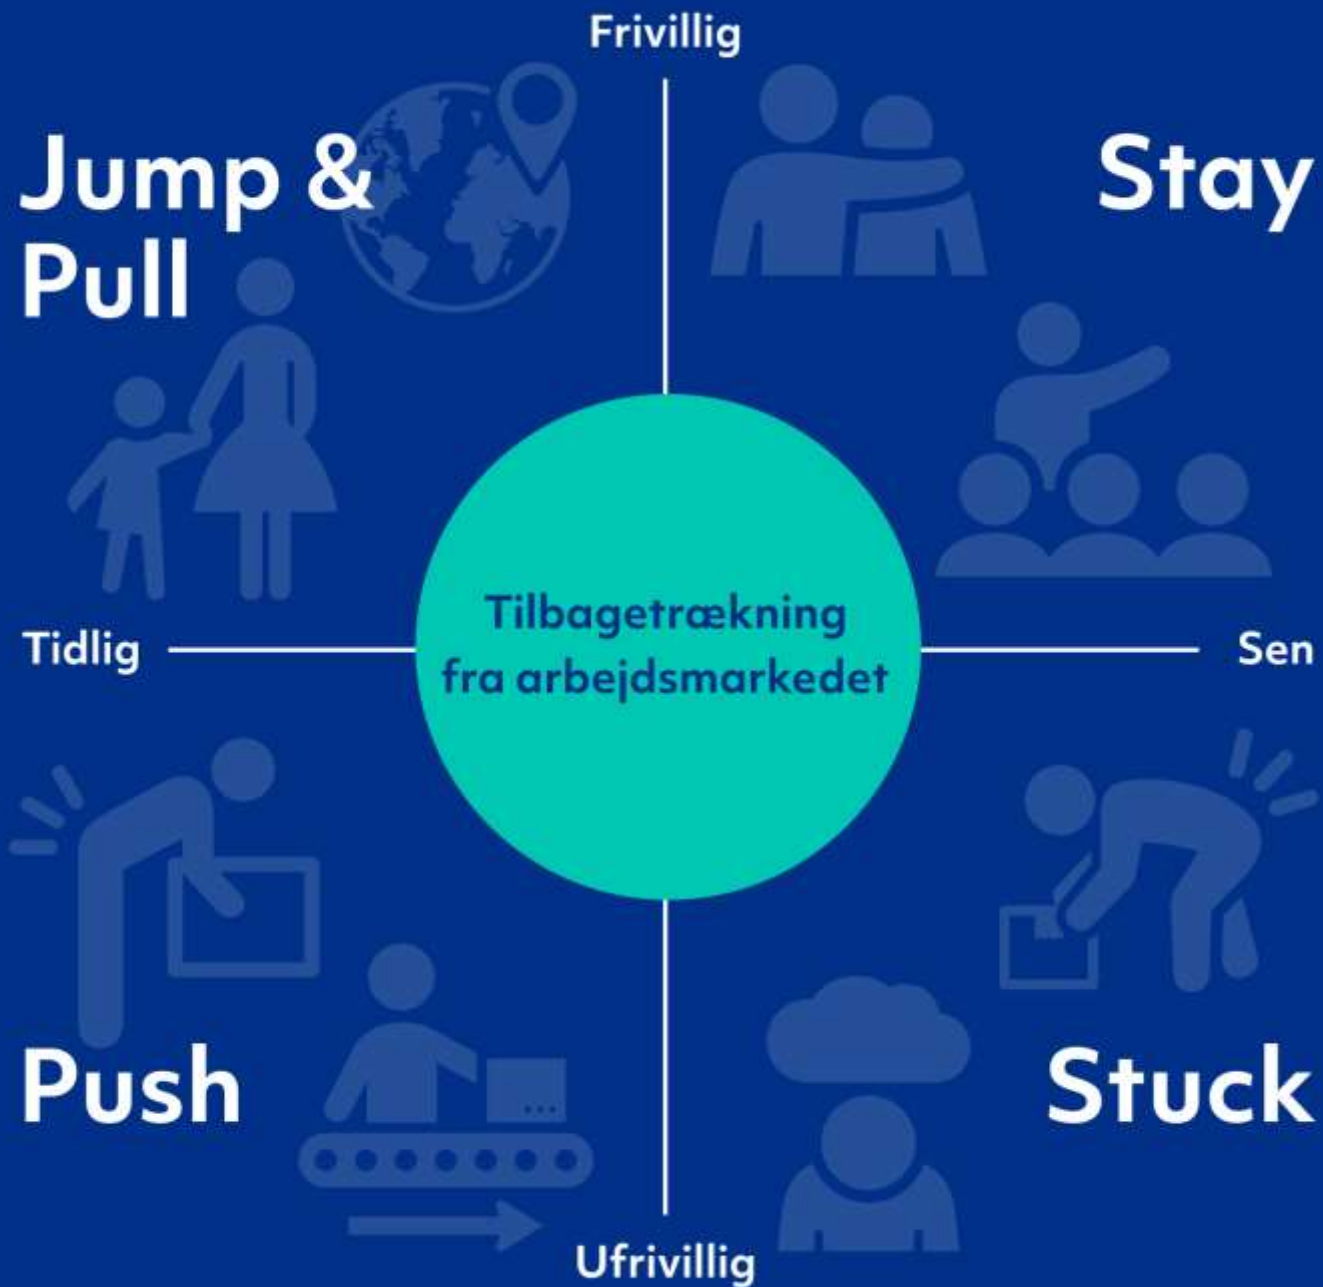 Frivillig
Jump &
Pull
Stay
Tilbagetrækning
fra arbejdsmarkedet
Tidlig
Sen
Push
Stuck
Ufrivillig